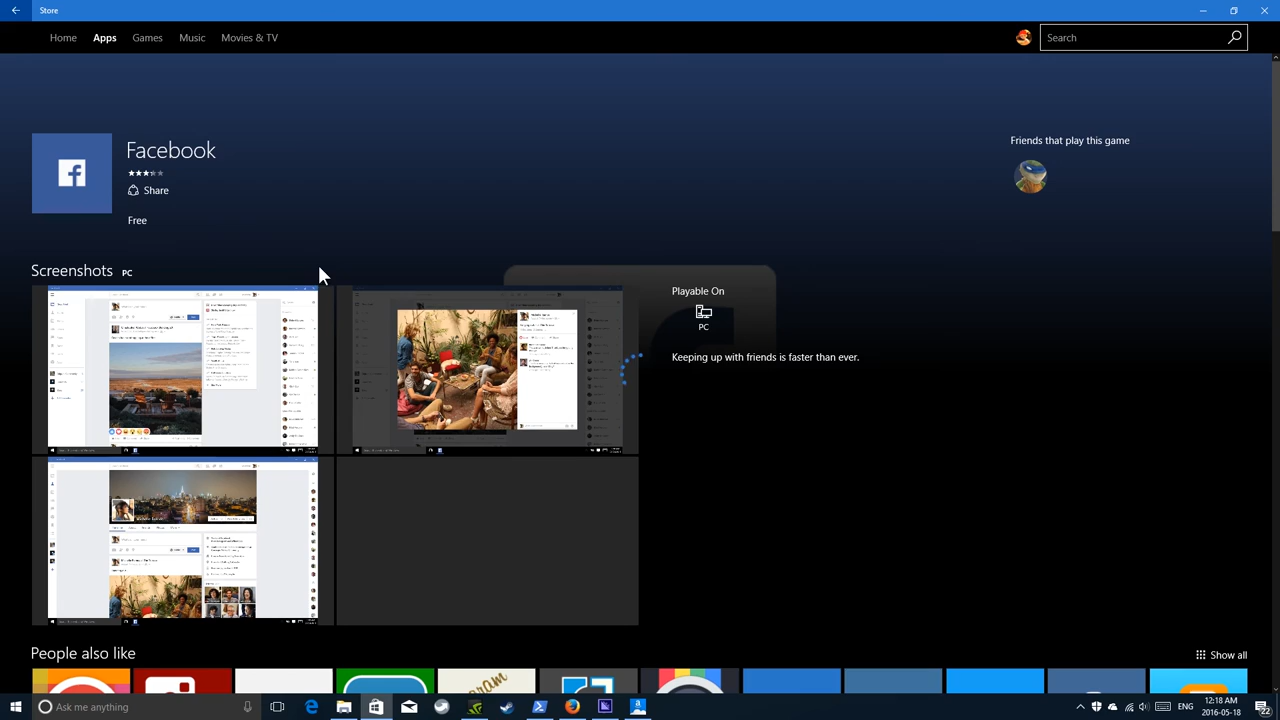 Store
Home Apps Games Music Movies & TV
Search
Facebook
Friends that play this game
Share
Free
Screenshots PC
Playable On
Keeping up with friends is faster than ever.
People also like
Show all
Ask me anything
ENG
12:18 AM
2016-05-18
22